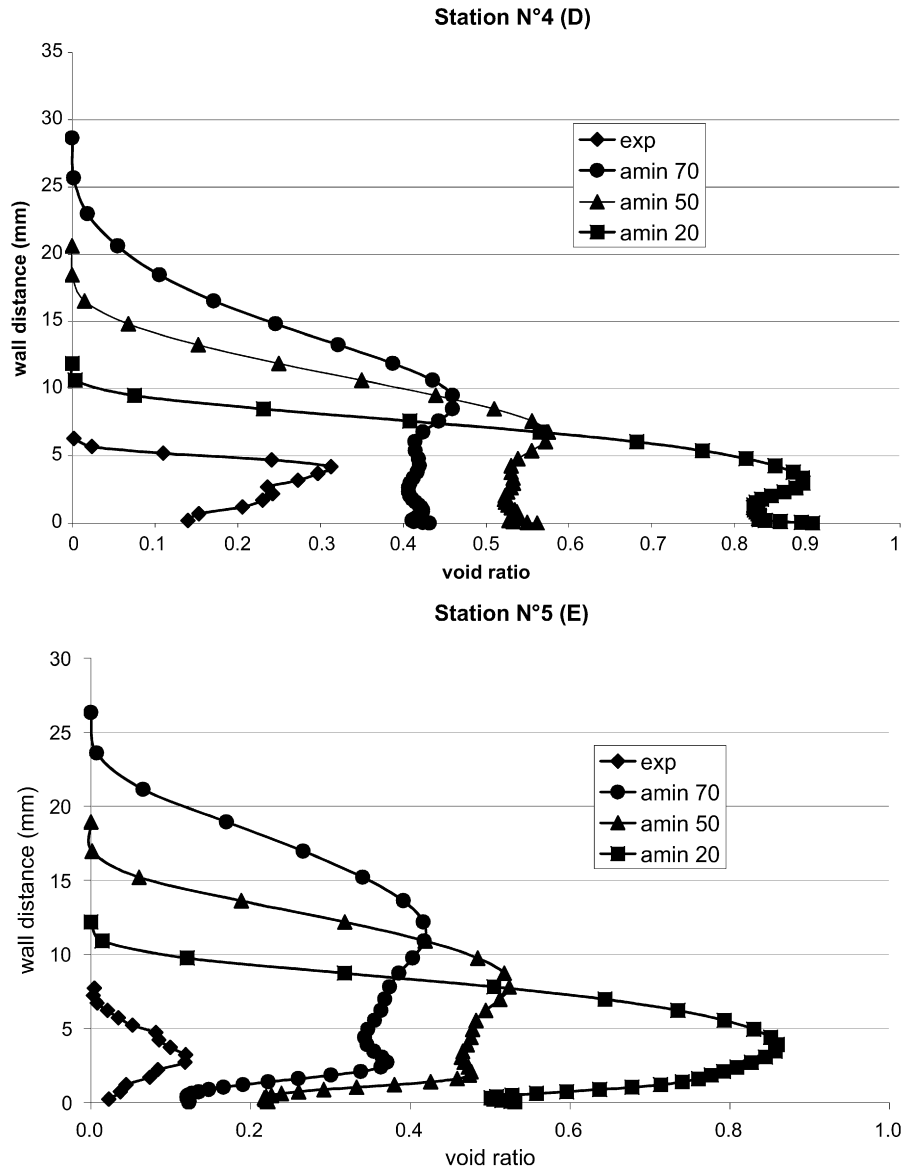 Station N°4 (D)
35
30
25
20
15
10
5
0
wall distance (mm)
exp
amin 70
amin 50
amin 20
0 0.1 0.2 0.3 0.4 0.5 0.6 0.7 0.8 0.9 1
void ratio
Station N°5 (E)
30
25
20
15
10
5
0
wall distance (mm)
exp
amin 70
amin 50
amin 20
0.0 0.2 0.4 0.6 0.8 1.0
void ratio